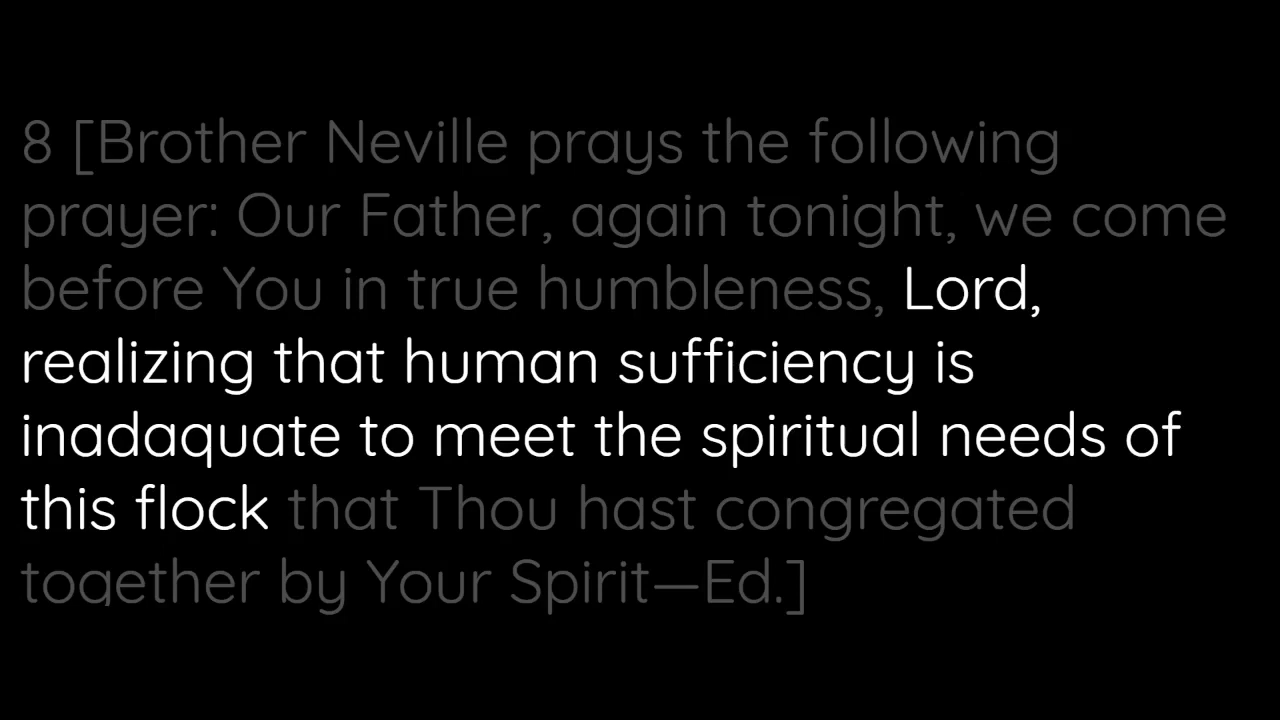 8 [Brother Neville prays the following
prayer: Our Father, again tonight, we come
before You in true humbleness, Lord,
realizing that human sufficiency is
inadaquate to meet the spiritual needs of
this flock that Thou hast congregated
together by Your Spirit—Ed.]